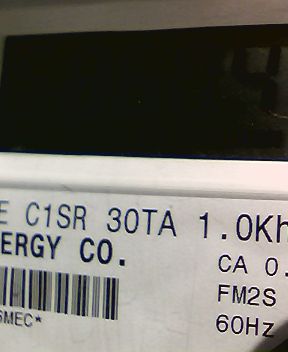 E C1SR 30TA 1.0Kh
ERGY CO.
CA 0.
FM2S
60Hz
SMEC*